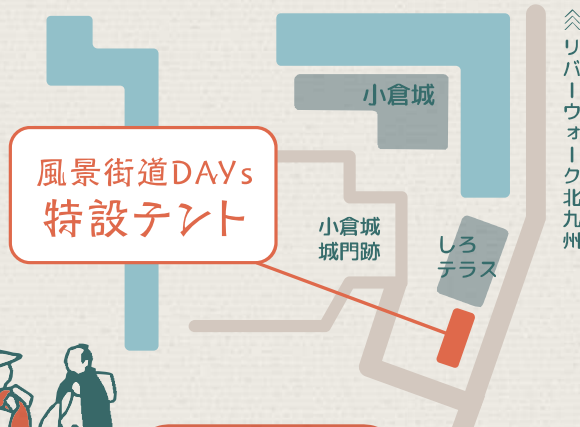 風景街道DAYs
特設テント
小倉城
小倉城
城門跡
しろ
テラス
リバーウォーク北九州